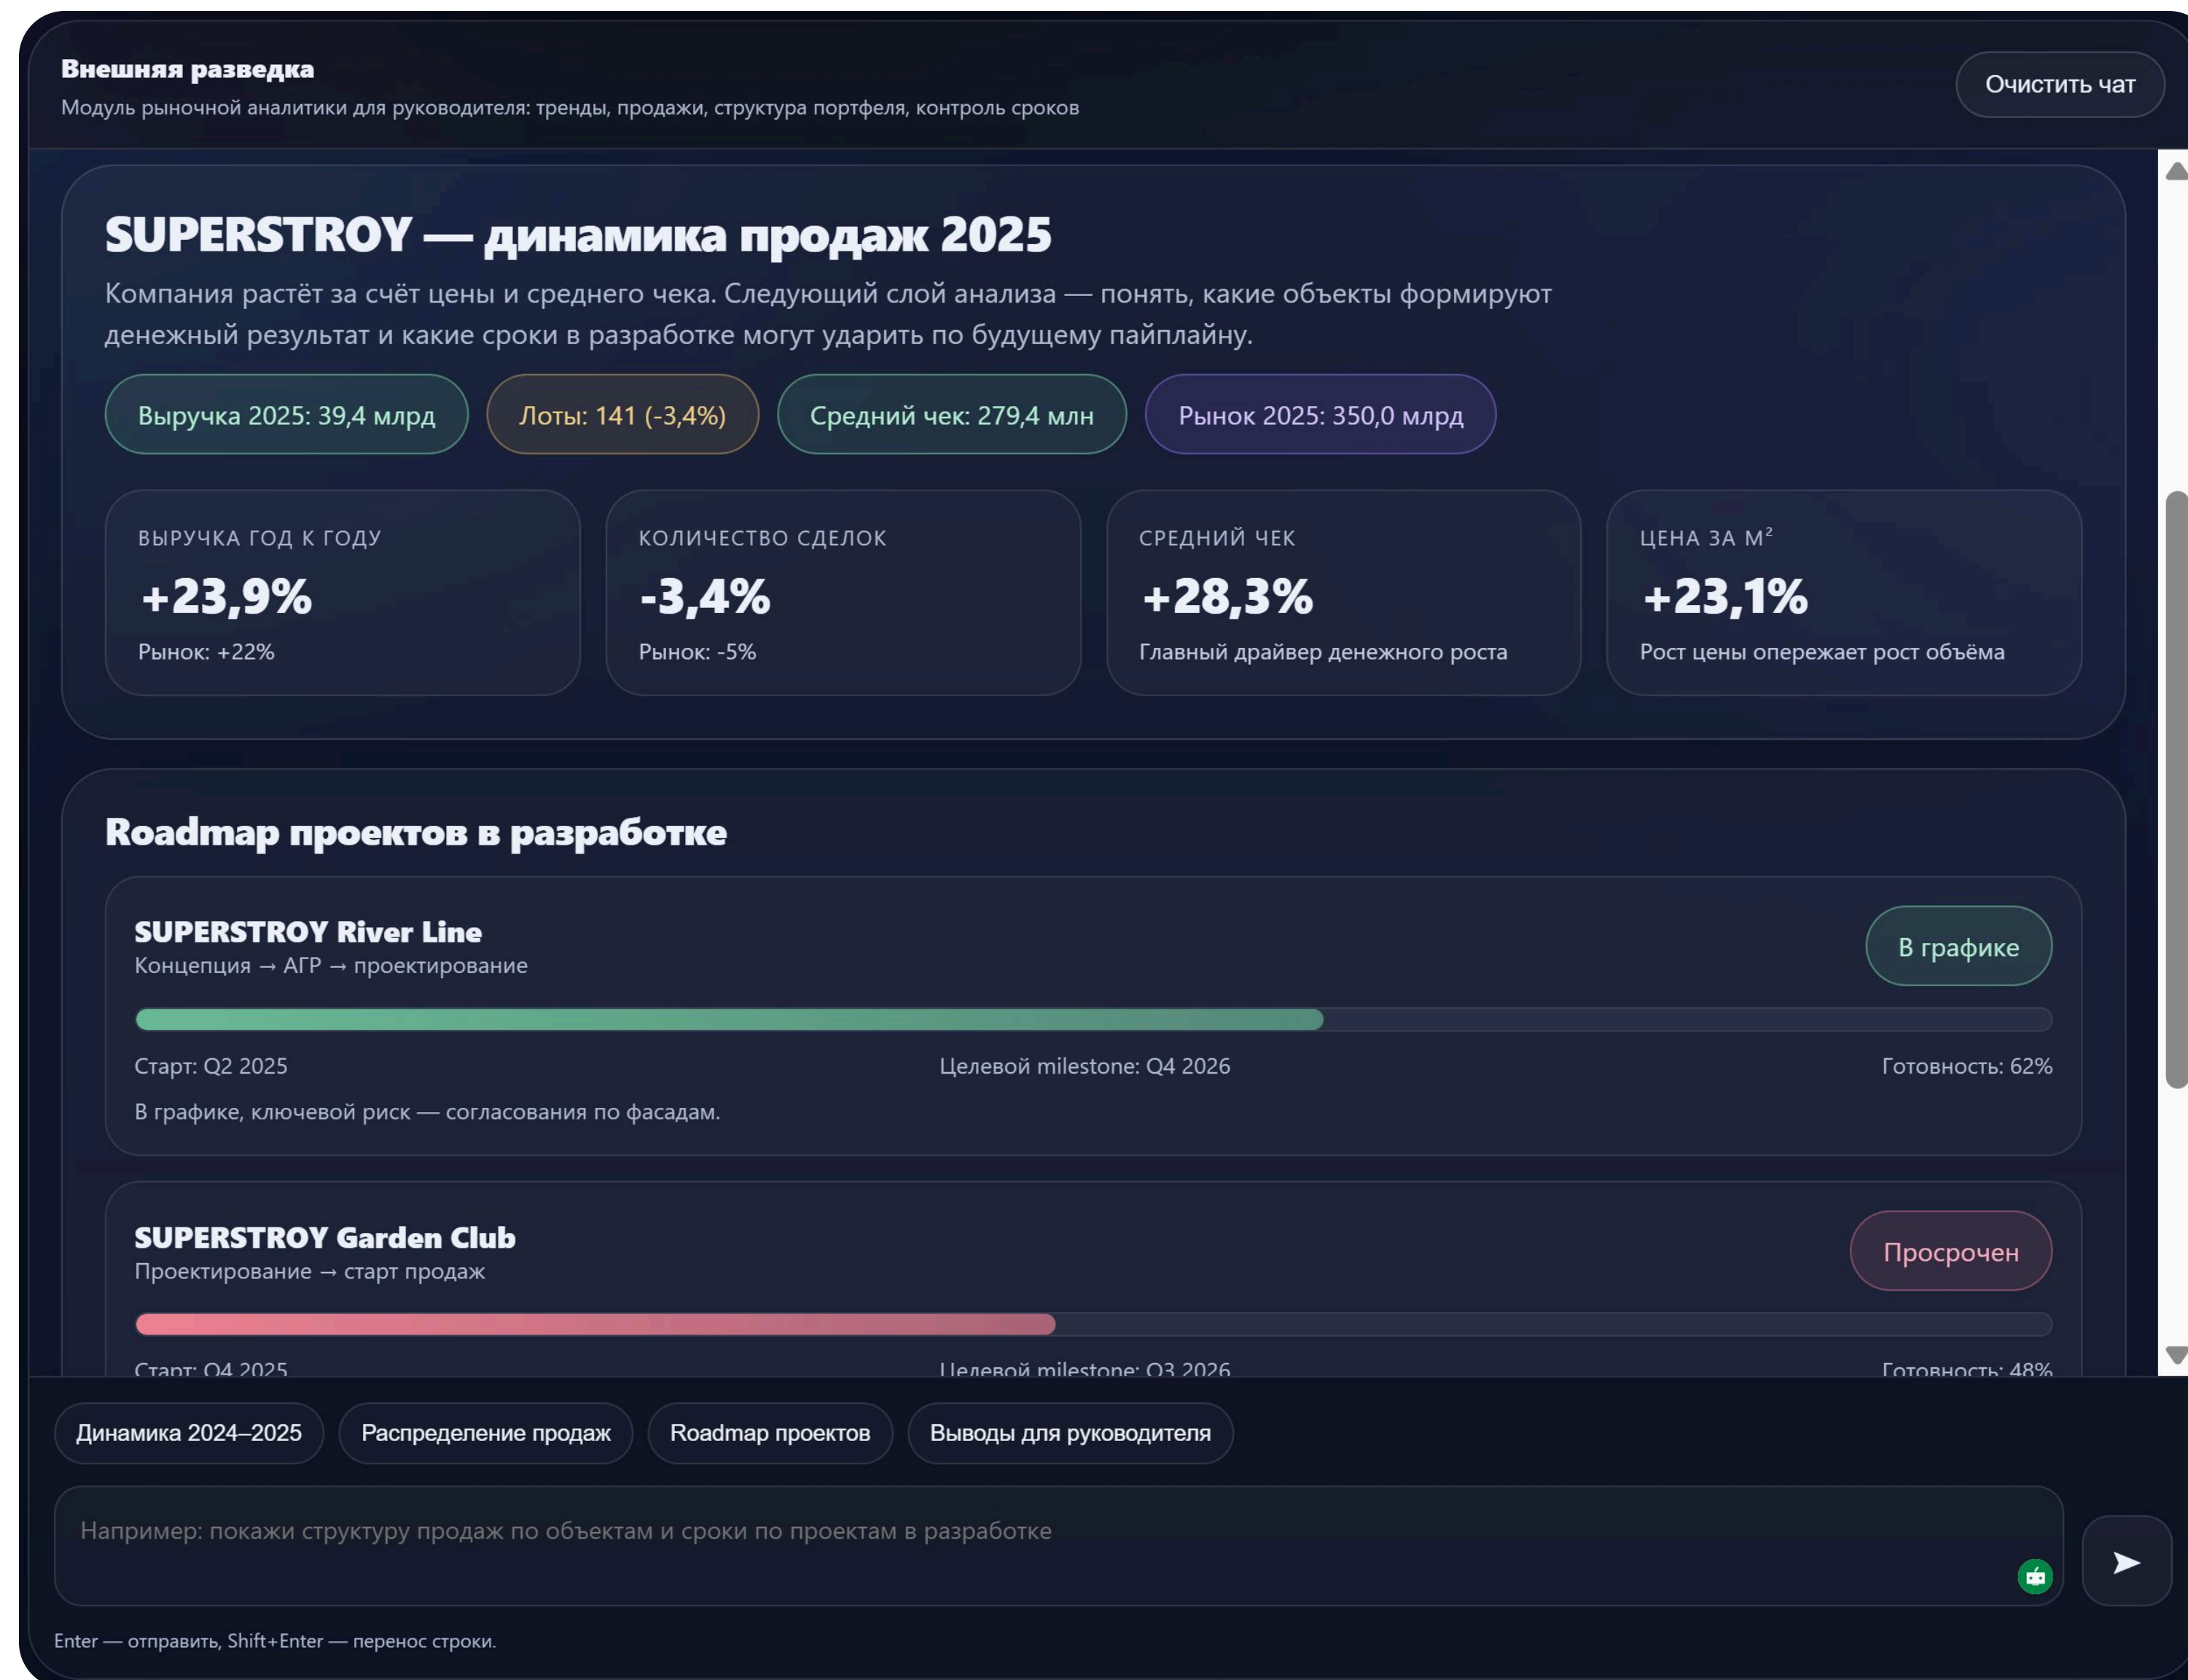 Внешняя разведка
Модуль рыночной аналитики для руководителя: тренды, продажи, структура портфеля, контроль сроков
Очистить чат
SUPERSTROY — динамика продаж 2025
Компания растёт за счёт цены и среднего чека. Следующий слой анализа — понять, какие объекты формируют
денежный результат и какие сроки в разработке могут ударить по будущему пайплайну.
Выручка 2025: 39,4 млрд
Лоты: 141 (-3,4%)
Средний чек: 279,4 млн
Рынок 2025: 350,0 млрд
ВЫРУЧКА ГОД К ГОДУ
+23,9%
Рынок: +22%
КОЛИЧЕСТВО СДЕЛОК
-3,4%
Рынок: -5%
СРЕДНИЙ ЧЕК
+28,3%
Главный драйвер денежного роста
ЦЕНА ЗА М²
+23,1%
Рост цены опережает рост объёма
Roadmap проектов в разработке
SUPERSTROY River Line
Концепция → АГР → проектирование
В графике
Старт: Q2 2025
Целевой milestone: Q4 2026
Готовность: 62%
В графике, ключевой риск — согласования по фасадам.
SUPERSTROY Garden Club
Проектирование → старт продаж
Просрочен
Старт: Q4 2025
Целевой milestone: Q3 2026
Готовность: 48%
Динамика 2024–2025
Распределение продаж
Roadmap проектов
Выводы для руководителя
Например: покажи структуру продаж по объектам и сроки по проектам в разработке
Enter — отправить, Shift+Enter — перенос строки.